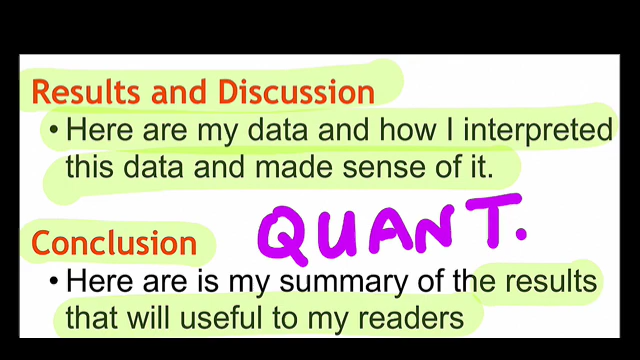 Results and Discussion
• Here are my data and how I interpreted
this data and made sense of it.
QUANT.
Conclusion
• Here are is my summary of the results
that will useful to my readers